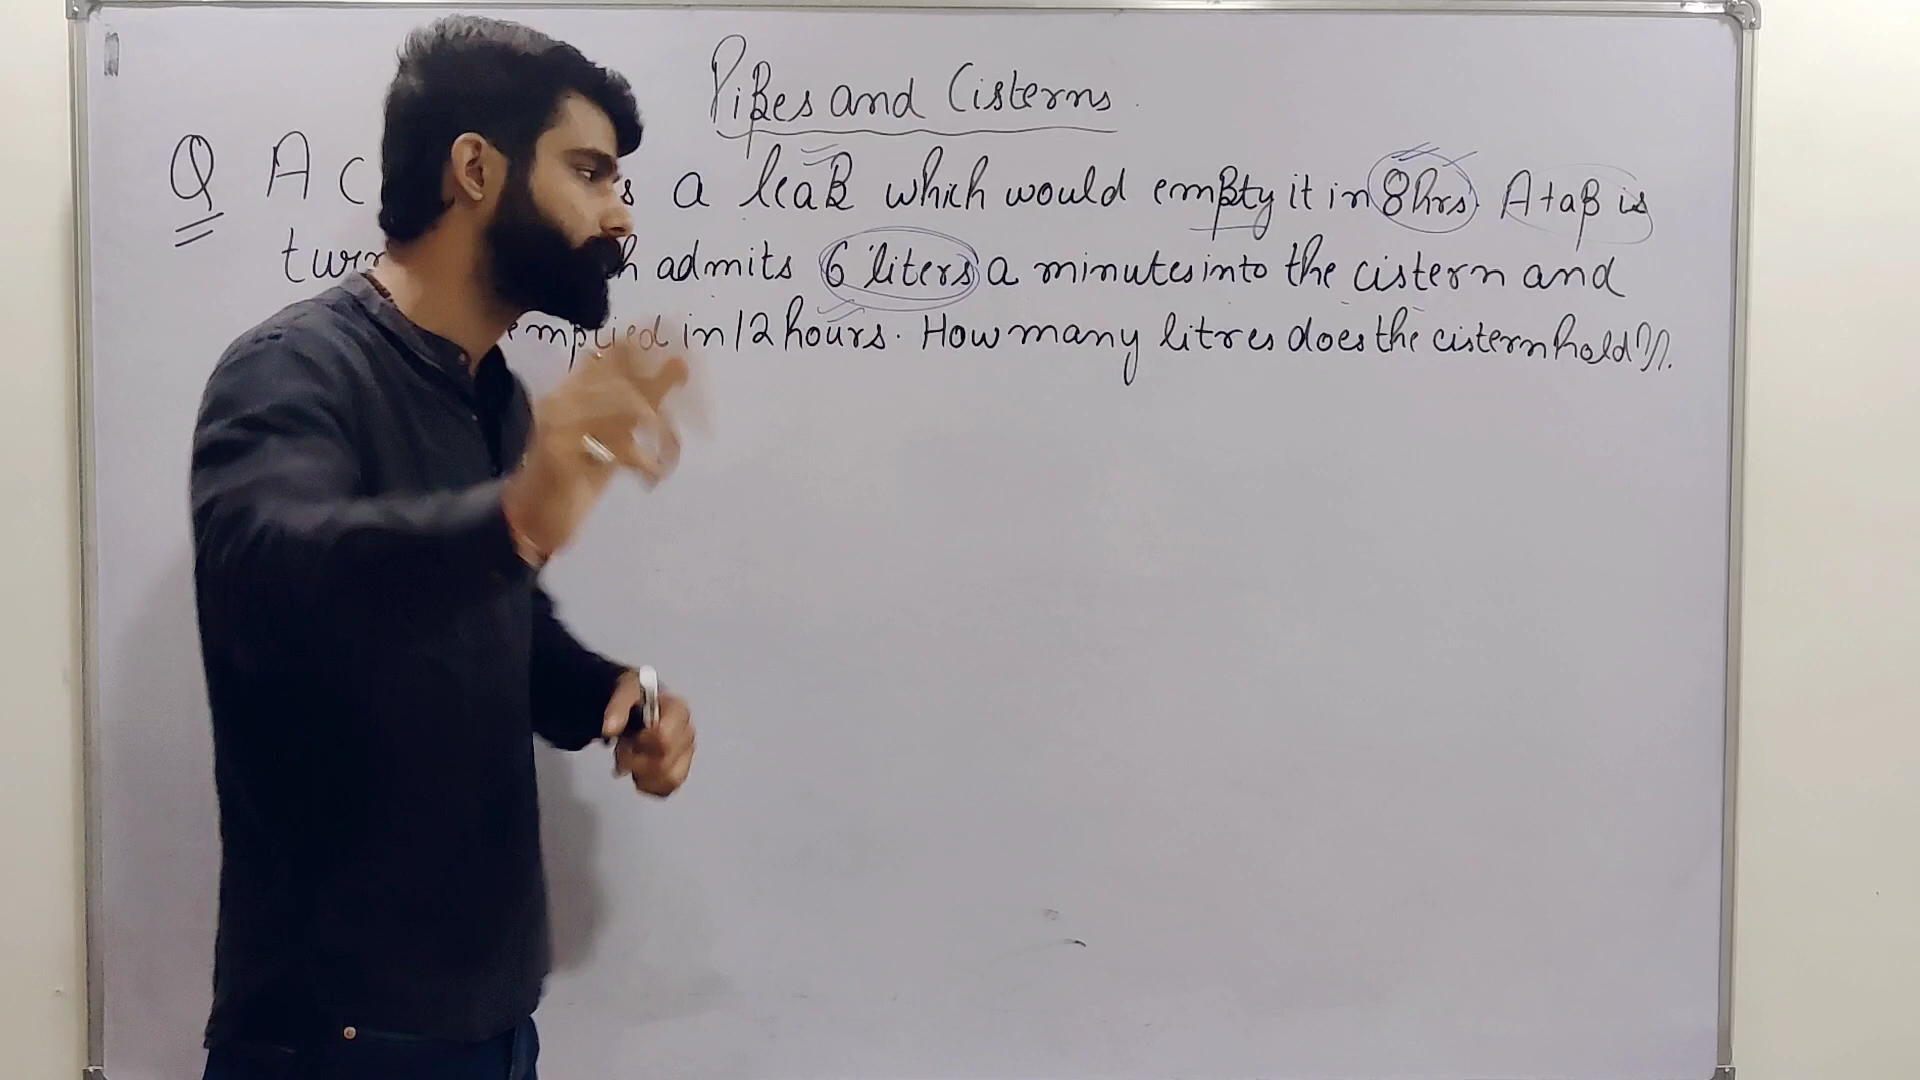 Pipes and Cisterns
Q A c s a leak which would empty it in 8hrs. A tap is
turn h admits 6 liters a minutes into the cistern and
emptied in 12 hours. How many litres does the cistern hold??.